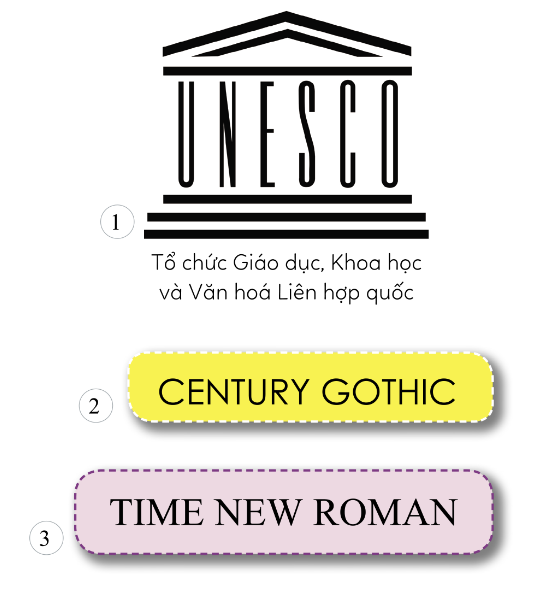 UNESCO
1
Tổ chức Giáo dục, Khoa học
và Văn hoá Liên hợp quốc
2
CENTURY GOTHIC
3
TIME NEW ROMAN